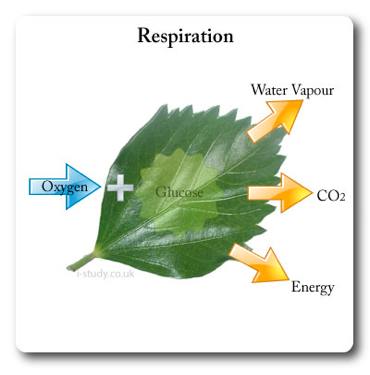 Respiration
Water Vapour
Oxygen
+
Glucose
CO2
Energy
i-study.co.uk